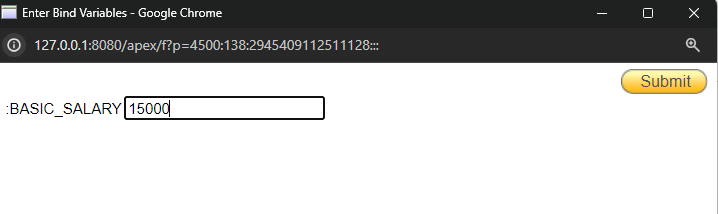 Enter Bind Variables - Google Chrome
127.0.0.1:8080/apex/f?p=4500:138:2945409112511128:::
Submit
:BASIC_SALARY 15000